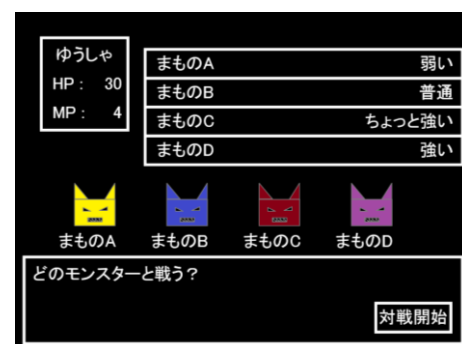 ゆうしゃ
HP： 30
MP： 4
まものA 弱い
まものB 普通
まものC ちょっと強い
まものD 強い
まものA まものB まものC まものD
どのモンスターと戦う？
対戦開始